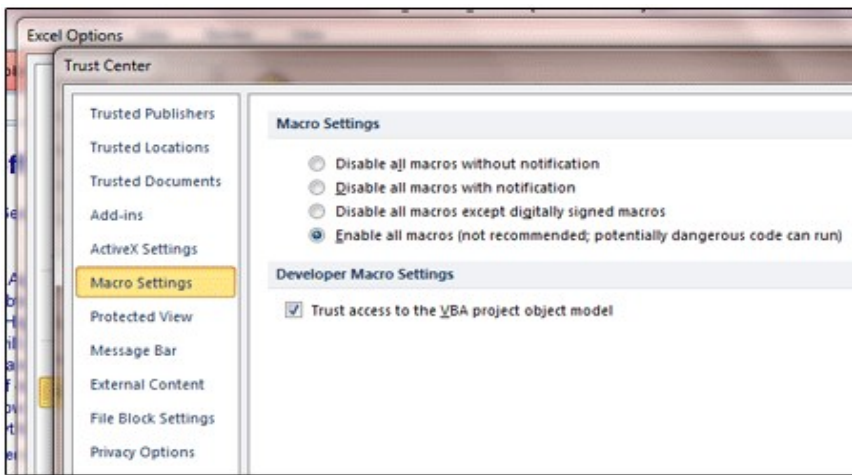 Excel Options
Trust Center
Trusted Publishers
Trusted Locations
Trusted Documents
Add-ins
ActiveX Settings
Macro Settings
Protected View
Message Bar
External Content
File Block Settings
Privacy Options
Macro Settings
Disable all macros without notification
Disable all macros with notification
Disable all macros except digitally signed macros
Enable all macros (not recommended; potentially dangerous code can run)
Developer Macro Settings
Trust access to the VBA project object model